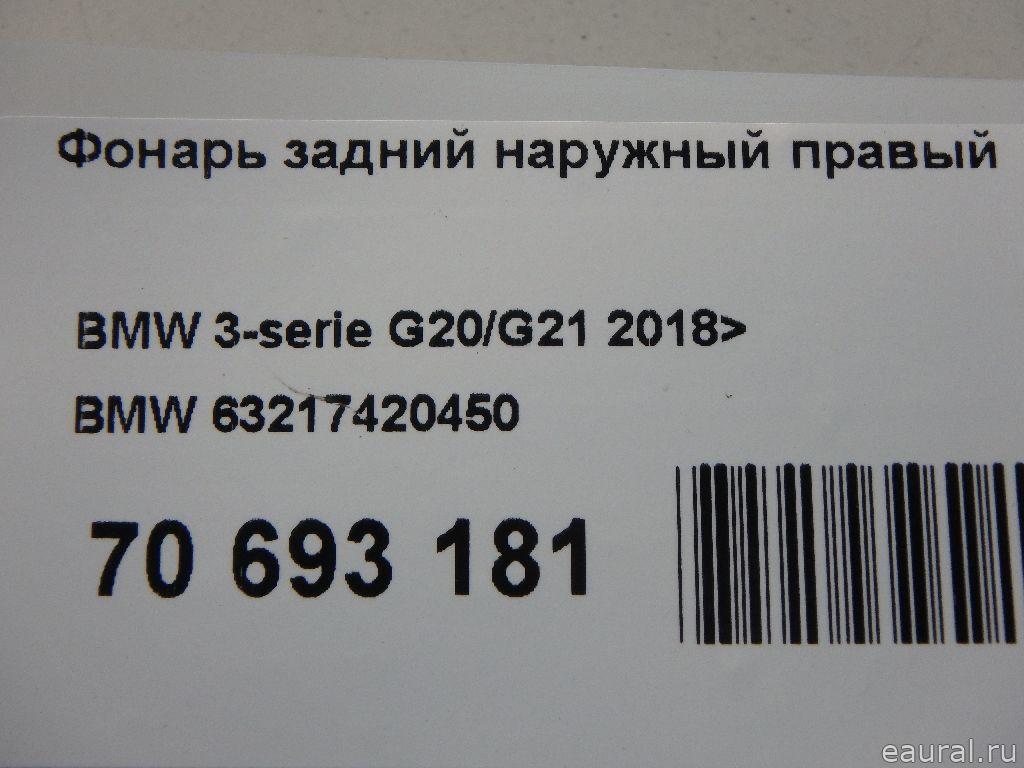 Фонарь задний наружный правый
BMW 3-serie G20/G21 2018>
BMW 63217420450
70 693 181
eaural.ru